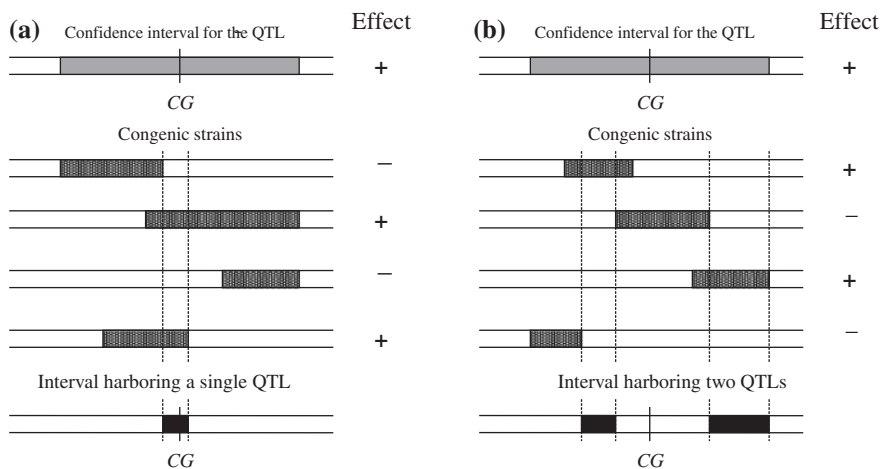 (a) Confidence interval for the QTL Effect
+
CG
Congenic strains
–
+
–
+
Interval harboring a single QTL
CG
(b) Confidence interval for the QTL Effect
+
CG
Congenic strains
+
–
+
–
Interval harboring two QTLs
CG